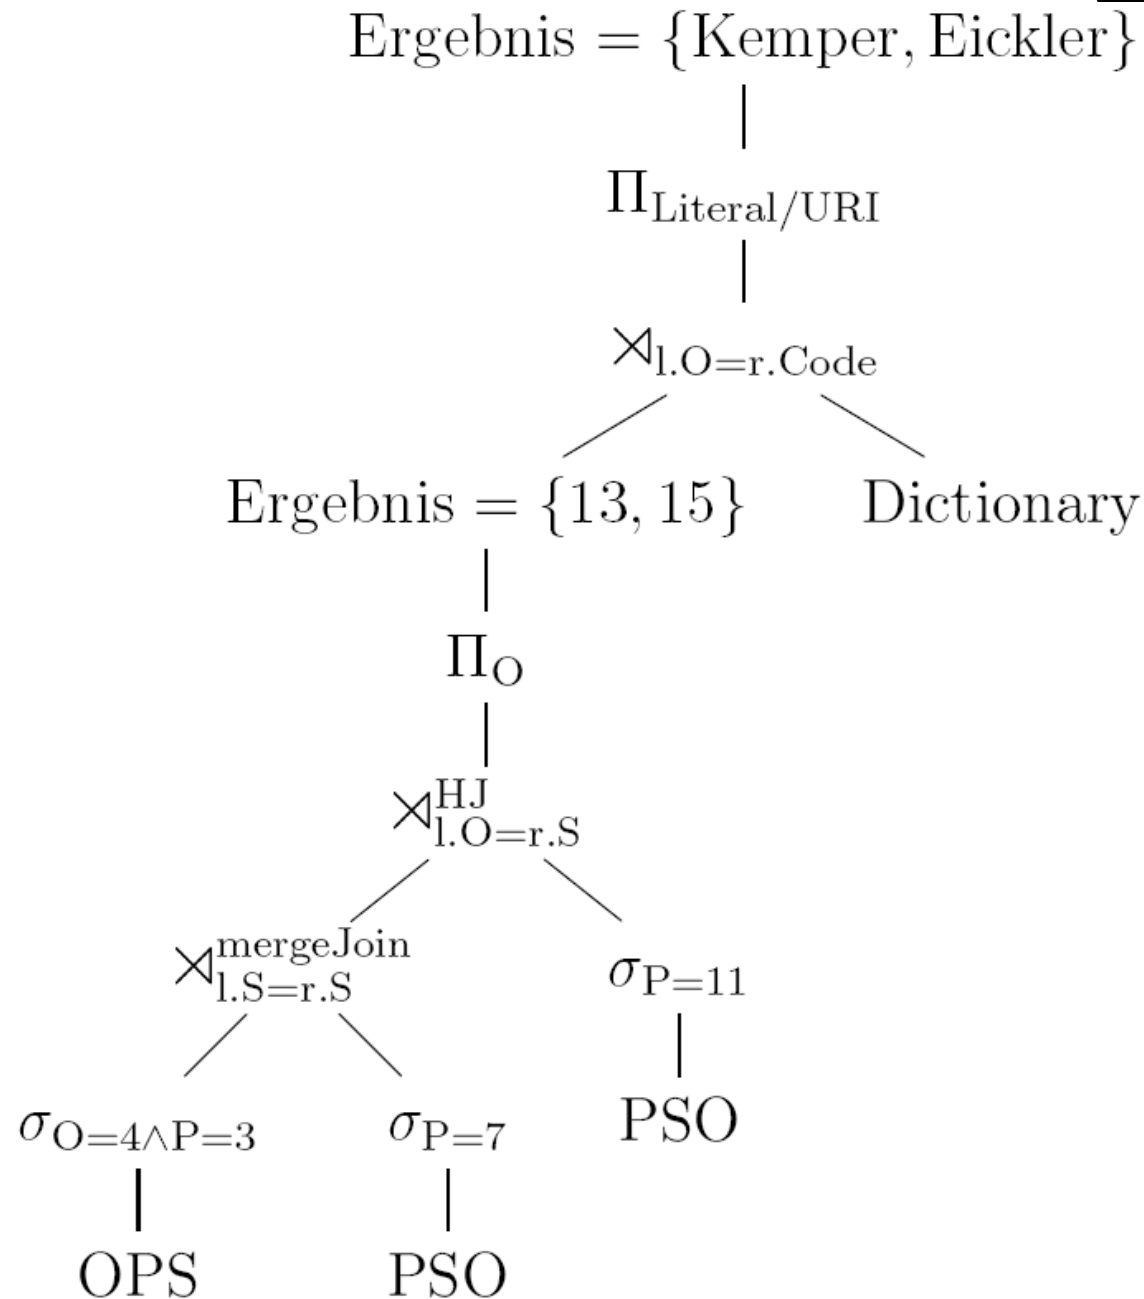 Ergebnis = {Kemper, Eickler}
Π_Literal/URI
⋊_l.O=r.Code
Ergebnis = {13, 15} Dictionary
Π_O
⋊^HJ_l.O=r.S
⋊^mergeJoin_l.S=r.S σ_P=11
σ_O=4∧P=3 σ_P=7 PSO
OPS PSO